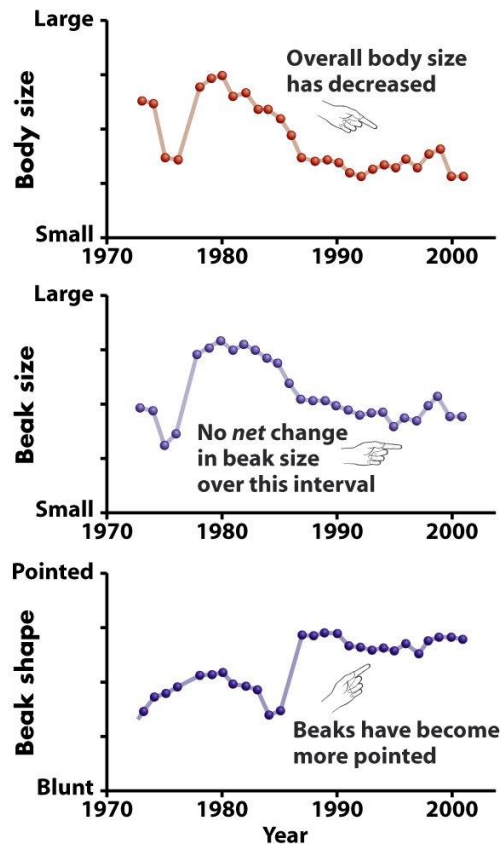 Large
Overall body size
has decreased
Body size
Small
1970 1980 1990 2000
Large
Beak size
No net change
in beak size
over this interval
Small
1970 1980 1990 2000
Pointed
Beak shape
Beaks have become
more pointed
Blunt
1970 1980 1990 2000
Year